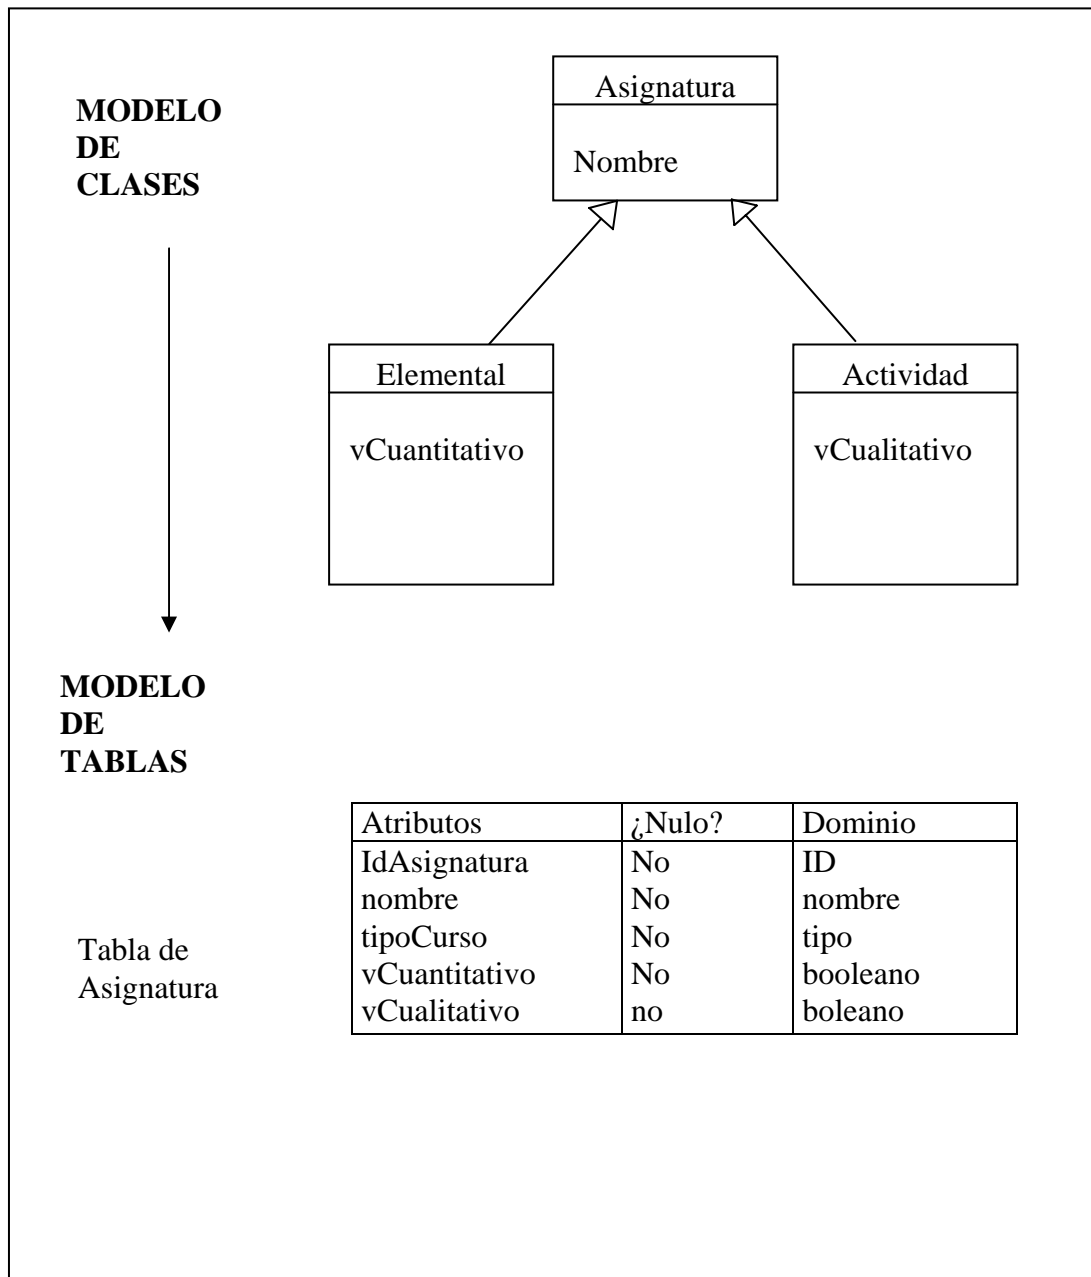 MODELO
DE
CLASES
Asignatura
Nombre
Elemental
vCuantitativo
Actividad
vCualitativo
MODELO
DE
TABLAS
Tabla de
Asignatura
Atributos ¿Nulo? Dominio
IdAsignatura No ID
nombre No nombre
tipoCurso No tipo
vCuantitativo No booleano
vCualitativo no boleano